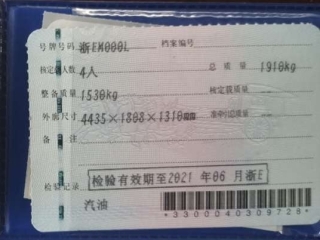 号牌号码 浙EM000L 档案编号
核定载人数 4人 总质量 1910kg
整备质量 1530kg 核定载质量
外廓尺寸 4435×1808×1310mm 准牵引总质量
备注
检验有效期至2021 年06 月浙E
检验记录
汽油
*3300040309728*